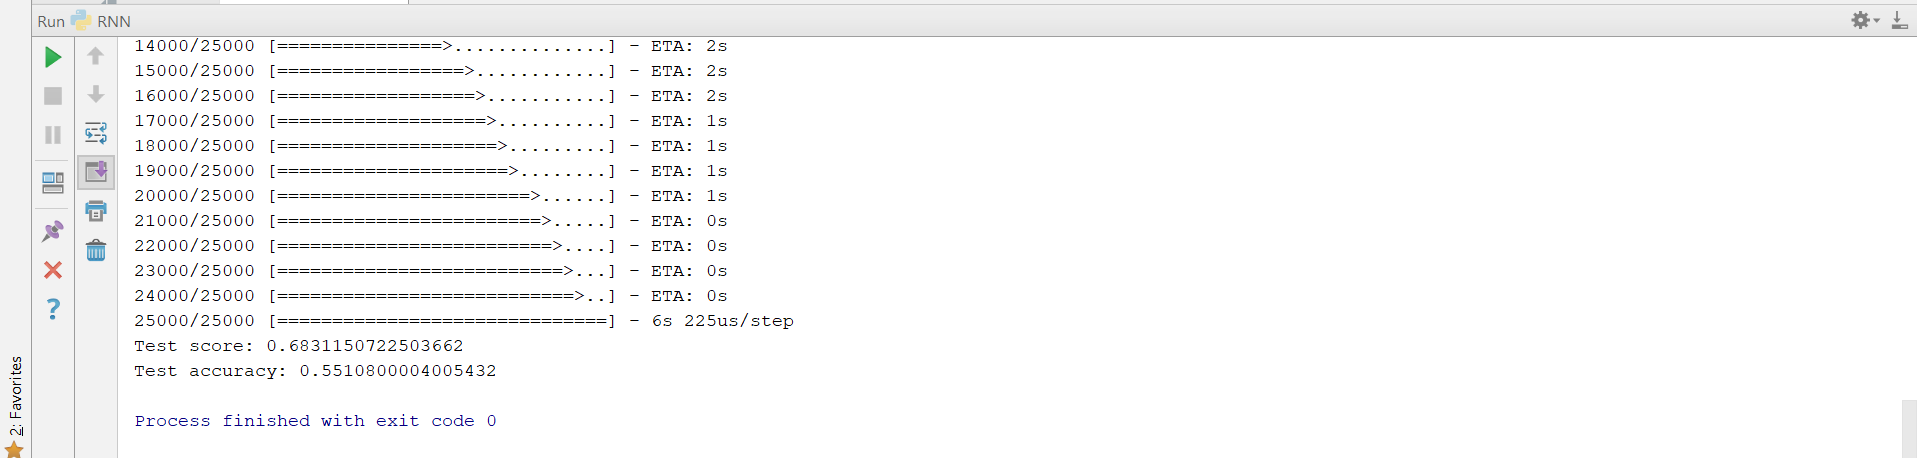 Run RNN
14000/25000 [===============>..............] - ETA: 2s
15000/25000 [=================>............] - ETA: 2s
16000/25000 [==================>...........] - ETA: 2s
17000/25000 [===================>..........] - ETA: 1s
18000/25000 [====================>.........] - ETA: 1s
19000/25000 [=====================>........] - ETA: 1s
20000/25000 [=======================>......] - ETA: 1s
21000/25000 [========================>.....] - ETA: 0s
22000/25000 [=========================>....] - ETA: 0s
23000/25000 [==========================>...] - ETA: 0s
24000/25000 [===========================>..] - ETA: 0s
25000/25000 [==============================] - 6s 225us/step
Test score: 0.6831150722503662
Test accuracy: 0.5510800004005432
Process finished with exit code 0
2: Favorites